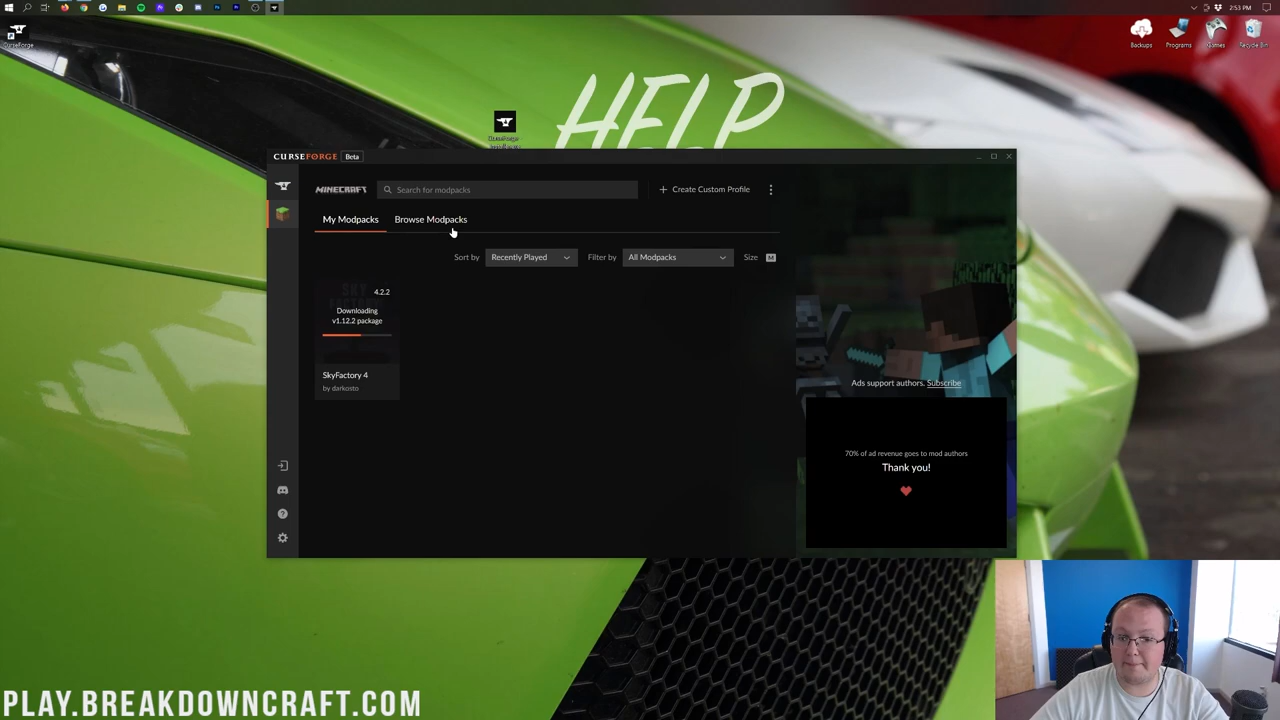 2:53 PM
CurseForge
Backups
Programs
Games
Recycle Bin
HELP
CURSEFORGE Beta
MINECRAFT
Search for modpacks
+ Create Custom Profile
My Modpacks
Browse Modpacks
Sort by
Recently Played
Filter by
All Modpacks
Size
M
4.2.2
Downloading
v1.12.2 package
SkyFactory 4
by darkosto
Ads support authors. Subscribe
70% of ad revenue goes to mod authors
Thank you!
PLAY.BREAKDOWNCRAFT.COM